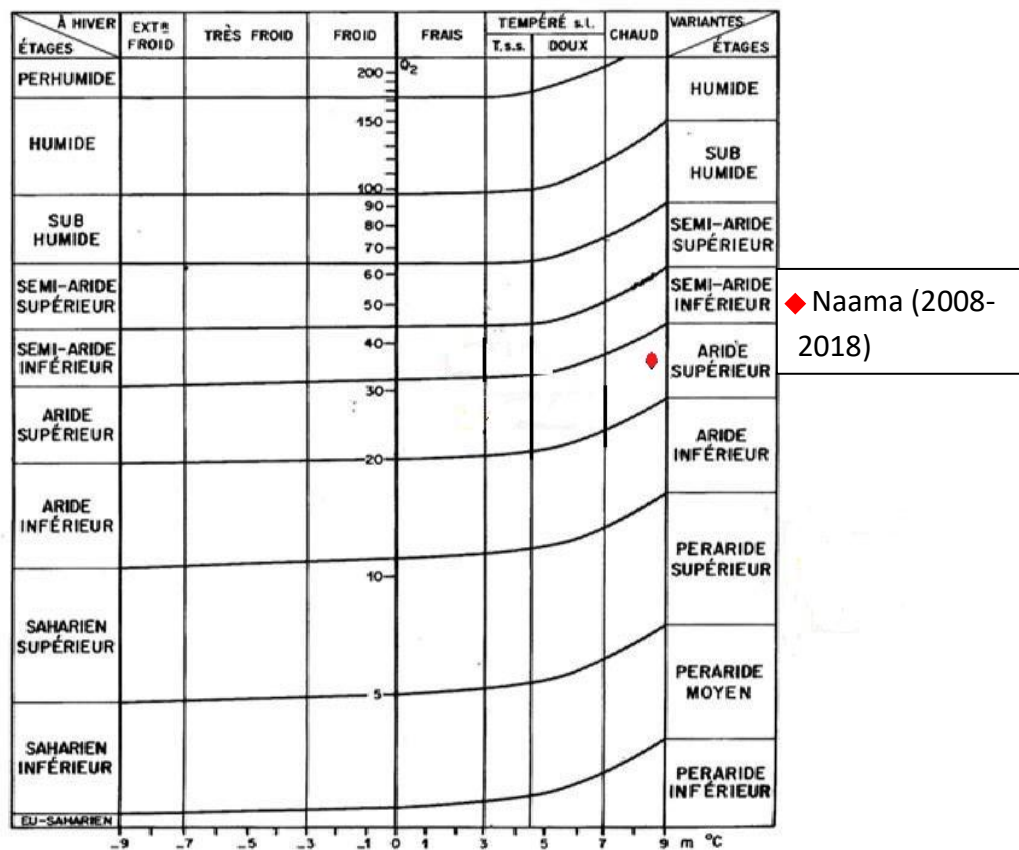 À HIVER
ÉTAGES
EXTᵐ
FROID
TRÈS FROID
FROID
FRAIS
TEMPÉRÉ s.l.
T.s.s.
DOUX
CHAUD
VARIANTES
ÉTAGES
PERHUMIDE
HUMIDE
SUB
HUMIDE
SEMI-ARIDE
SUPÉRIEUR
SEMI-ARIDE
INFÉRIEUR
ARIDE
SUPÉRIEUR
ARIDE
INFÉRIEUR
SAHARIEN
SUPÉRIEUR
SAHARIEN
INFÉRIEUR
EU-SAHARIEN
Q₂
200
150
100
90
80
70
60
50
40
30
20
10
5
HUMIDE
SUB
HUMIDE
SEMI-ARIDE
SUPÉRIEUR
SEMI-ARIDE
INFÉRIEUR
ARIDE
SUPÉRIEUR
ARIDE
INFÉRIEUR
PERARIDE
SUPÉRIEUR
PERARIDE
MOYEN
PERARIDE
INFÉRIEUR
Naama (2008-
2018)
-9 -7 -5 -3 -1 0 1 3 5 7 9 m °C